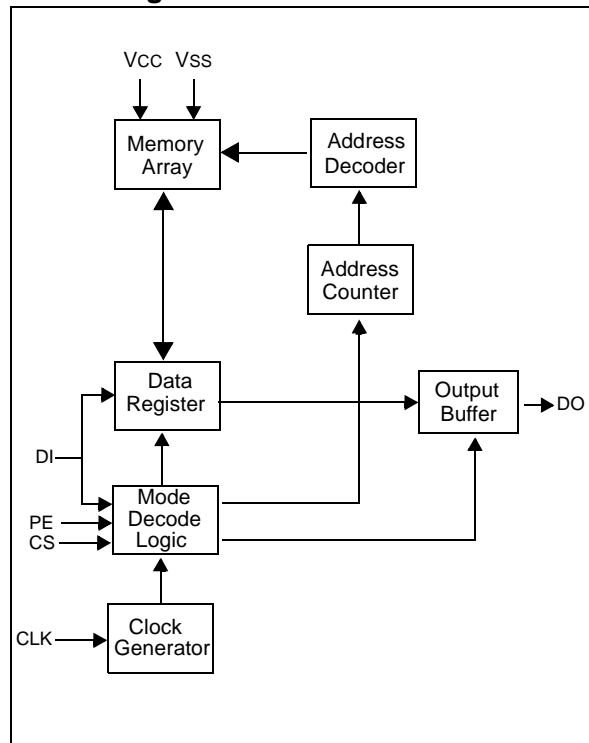 VCC VSS
Memory
Array
Address
Decoder
Address
Counter
Data
Register
Output
Buffer
DO
DI
PE
CS
Mode
Decode
Logic
CLK
Clock
Generator